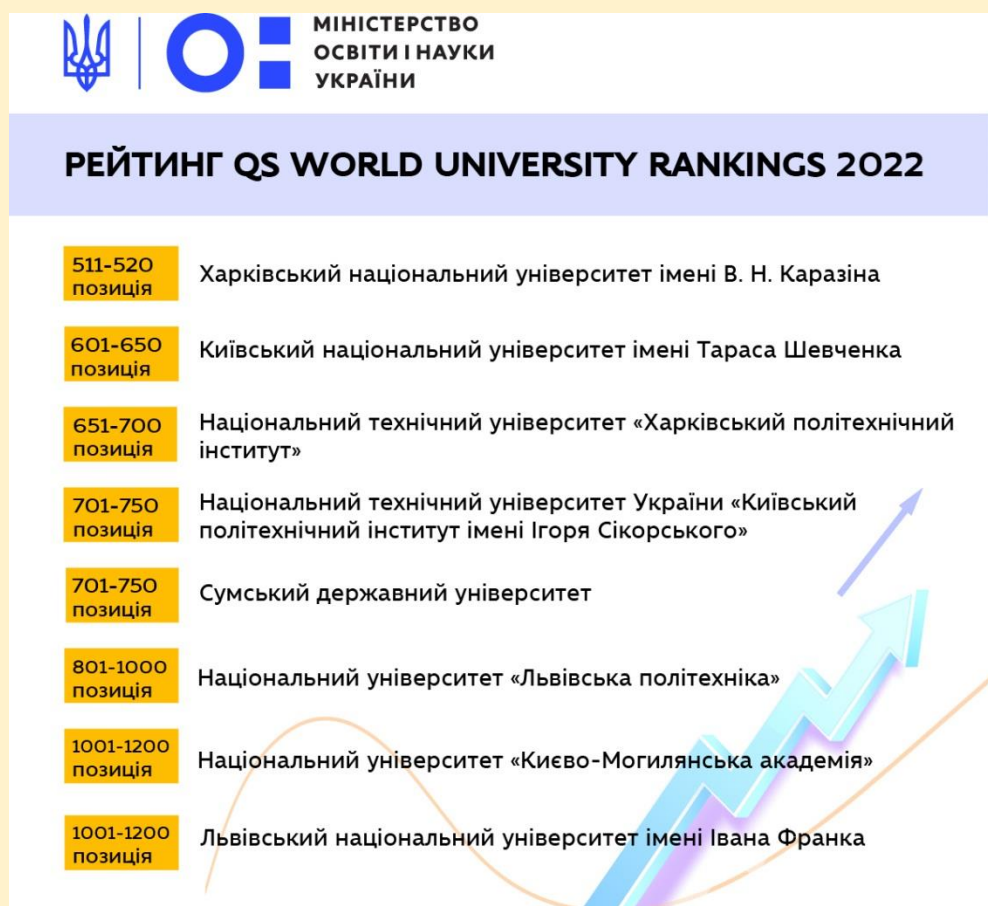 МІНІСТЕРСТВО
ОСВІТИ І НАУКИ
УКРАЇНИ
РЕЙТИНГ QS WORLD UNIVERSITY RANKINGS 2022
511-520
позиція
Харківський національний університет імені В. Н. Каразіна
601-650
позиція
Київський національний університет імені Тараса Шевченка
651-700
позиція
Національний технічний університет «Харківський політехнічний
інститут»
701-750
позиція
Національний технічний університет України «Київський
політехнічний інститут імені Ігоря Сікорського»
701-750
позиція
Сумський державний університет
801-1000
позиція
Національний університет «Львівська політехніка»
1001-1200
позиція
Національний університет «Києво-Могилянська академія»
1001-1200
позиція
Львівський національний університет імені Івана Франка